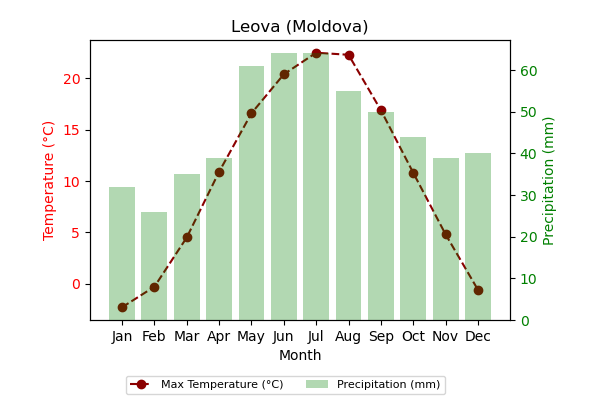 Leova (Moldova)
Temperature (°C)
20
15
10
5
0
60
50
40
30
20
10
0
Precipitation (mm)
Jan Feb Mar Apr May Jun Jul Aug Sep Oct Nov Dec
Month
Max Temperature (°C) Precipitation (mm)